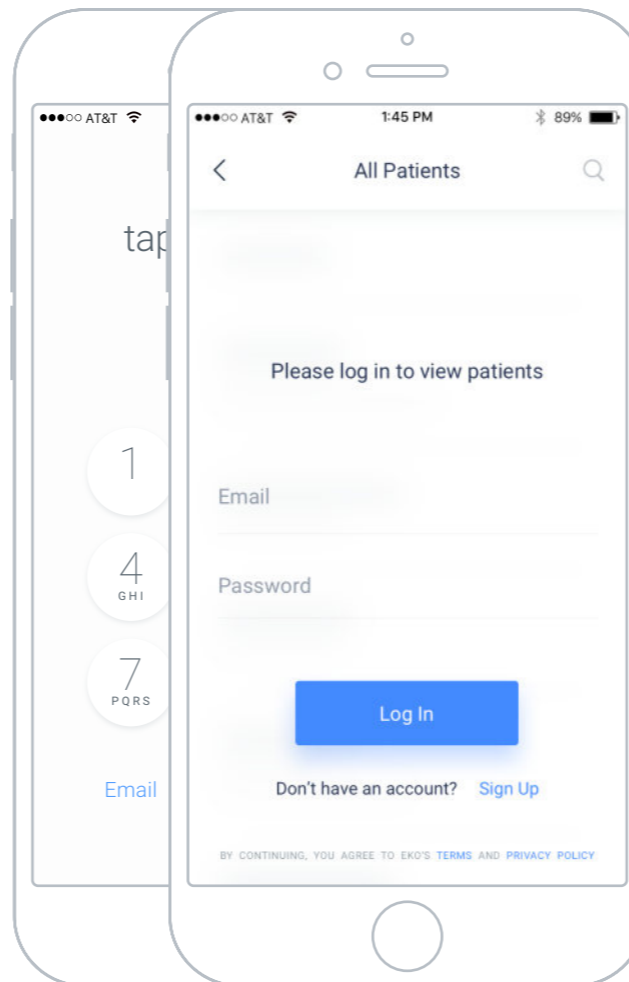 AT&T
tap
1
4
GHI
7
PQRS
Email
AT&T 1:45 PM 89%
All Patients
Please log in to view patients
Email
Password
Log In
Don't have an account? Sign Up
BY CONTINUING, YOU AGREE TO EKO'S TERMS AND PRIVACY POLICY